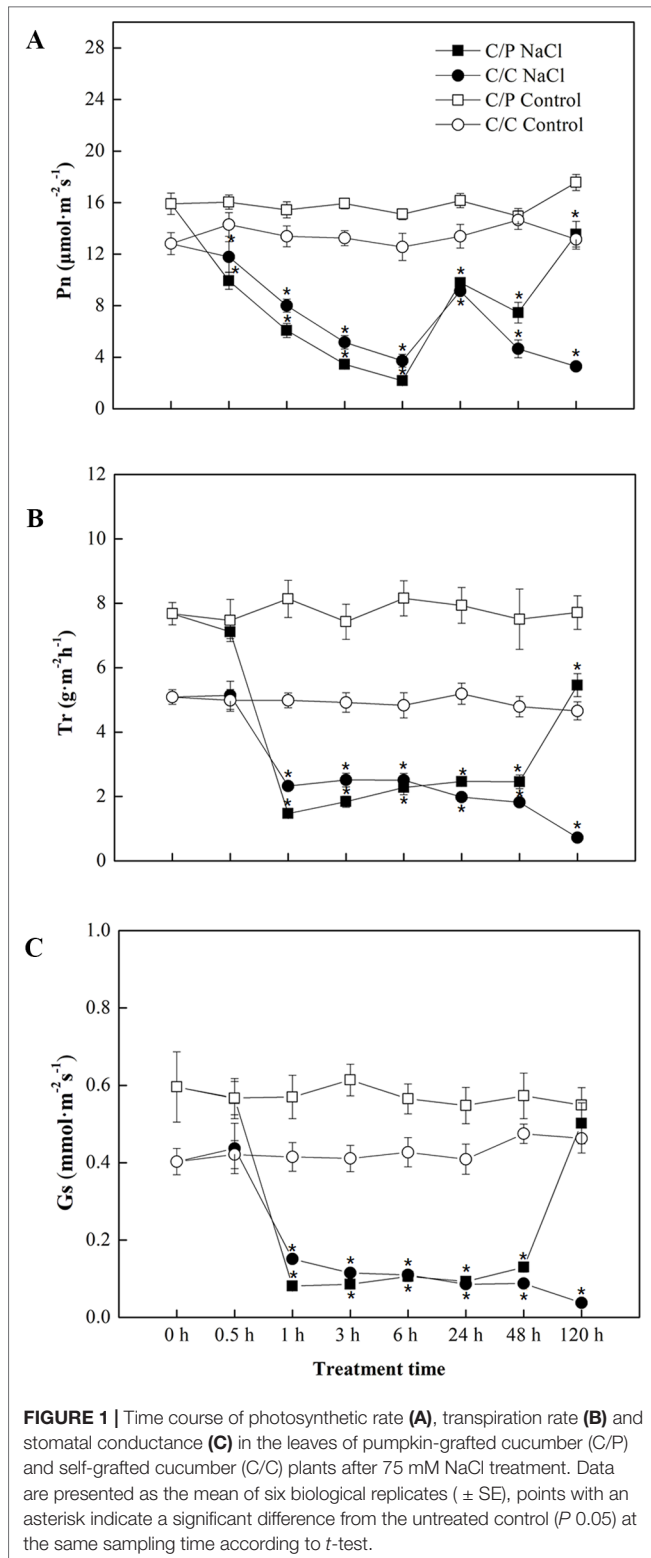 A
28
24
20
16
12
8
4
0
Pn (μmol·m⁻²s⁻¹)
C/P NaCl
C/C NaCl
C/P Control
C/C Control
* * * * * * * * * * * * * *
B
12
10
8
6
4
2
0
Tr (g·m⁻²h⁻¹)
* * * * * * * * * * * *
C
1.0
0.8
0.6
0.4
0.2
0.0
Gs (mmol·m⁻²s⁻¹)
* * * * * * * * * * *
0 h 0.5 h 1 h 3 h 6 h 24 h 48 h 120 h
Treatment time
FIGURE 1 | Time course of photosynthetic rate (A), transpiration rate (B) and
stomatal conductance (C) in the leaves of pumpkin-grafted cucumber (C/P)
and self-grafted cucumber (C/C) plants after 75 mM NaCl treatment. Data
are presented as the mean of six biological replicates ( ± SE), points with an
asterisk indicate a significant difference from the untreated control (P 0.05) at
the same sampling time according to t-test.